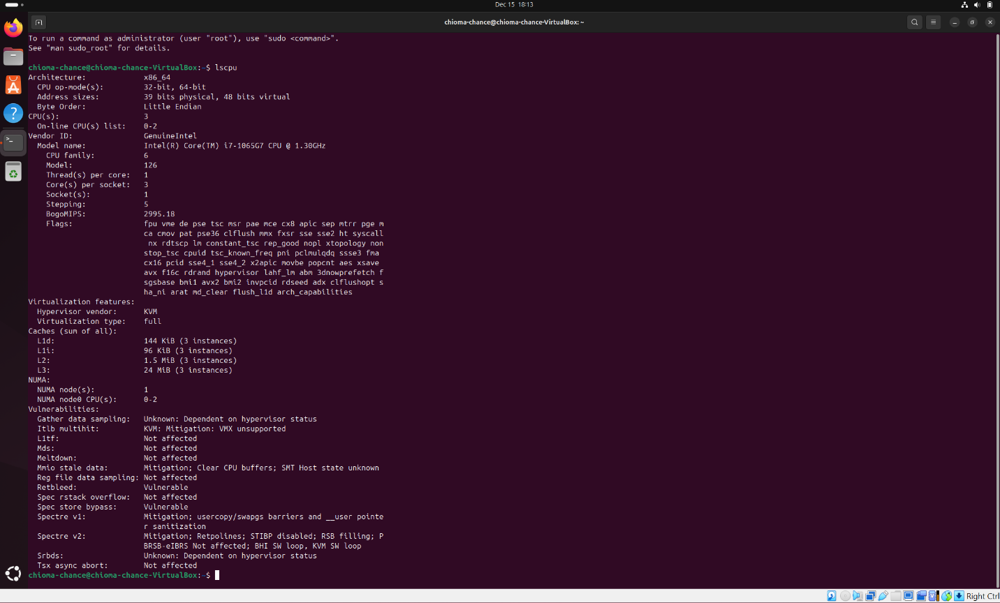 Dec 15 18:13
chioma-chance@chioma-chance-VirtualBox: ~
To run a command as administrator (user "root"), use "sudo <command>".
See "man sudo_root" for details.
chioma-chance@chioma-chance-VirtualBox:~$ lscpu
Architecture: x86_64
CPU op-mode(s): 32-bit, 64-bit
Address sizes: 39 bits physical, 48 bits virtual
Byte Order: Little Endian
CPU(s): 3
On-line CPU(s) list: 0-2
Vendor ID: GenuineIntel
Model name: Intel(R) Core(TM) i7-1065G7 CPU @ 1.30GHz
CPU family: 6
Model: 126
Thread(s) per core: 1
Core(s) per socket: 3
Socket(s): 1
Stepping: 5
BogoMIPS: 2995.18
Flags: fpu vme de pse tsc msr pae mce cx8 apic sep mtrr pge m
ca cmov pat pse36 clflush mmx fxsr sse sse2 ht syscall
nx rdtscp lm constant_tsc rep_good nopl xtopology non
stop_tsc cpuid tsc_known_freq pni pclmulqdq ssse3 fma
cx16 pcid sse4_1 sse4_2 x2apic movbe popcnt aes xsave
avx f16c rdrand hypervisor lahf_lm abm 3dnowprefetch f
sgsbase bmi1 avx2 bmi2 invpcid rdseed adx clflushopt s
ha_ni arat md_clear flush_l1d arch_capabilities
Virtualization features:
Hypervisor vendor: KVM
Virtualization type: full
Caches (sum of all):
L1d: 144 KiB (3 instances)
L1i: 96 KiB (3 instances)
L2: 1.5 MiB (3 instances)
L3: 24 MiB (3 instances)
NUMA:
NUMA node(s): 1
NUMA node0 CPU(s): 0-2
Vulnerabilities:
Gather data sampling: Unknown: Dependent on hypervisor status
Itlb multihit: KVM: Mitigation: VMX unsupported
L1tf: Not affected
Mds: Not affected
Meltdown: Not affected
Mmio stale data: Mitigation; Clear CPU buffers; SMT Host state unknown
Reg file data sampling: Not affected
Retbleed: Vulnerable
Spec rstack overflow: Not affected
Spec store bypass: Vulnerable
Spectre v1: Mitigation; usercopy/swapgs barriers and __user pointe
r sanitization
Spectre v2: Mitigation; Retpolines; STIBP disabled; RSB filling; P
BRSB-eIBRS Not affected; BHI SW loop, KVM SW loop
Srbds: Unknown: Dependent on hypervisor status
Tsx async abort: Not affected
chioma-chance@chioma-chance-VirtualBox:~$
Right Ctrl